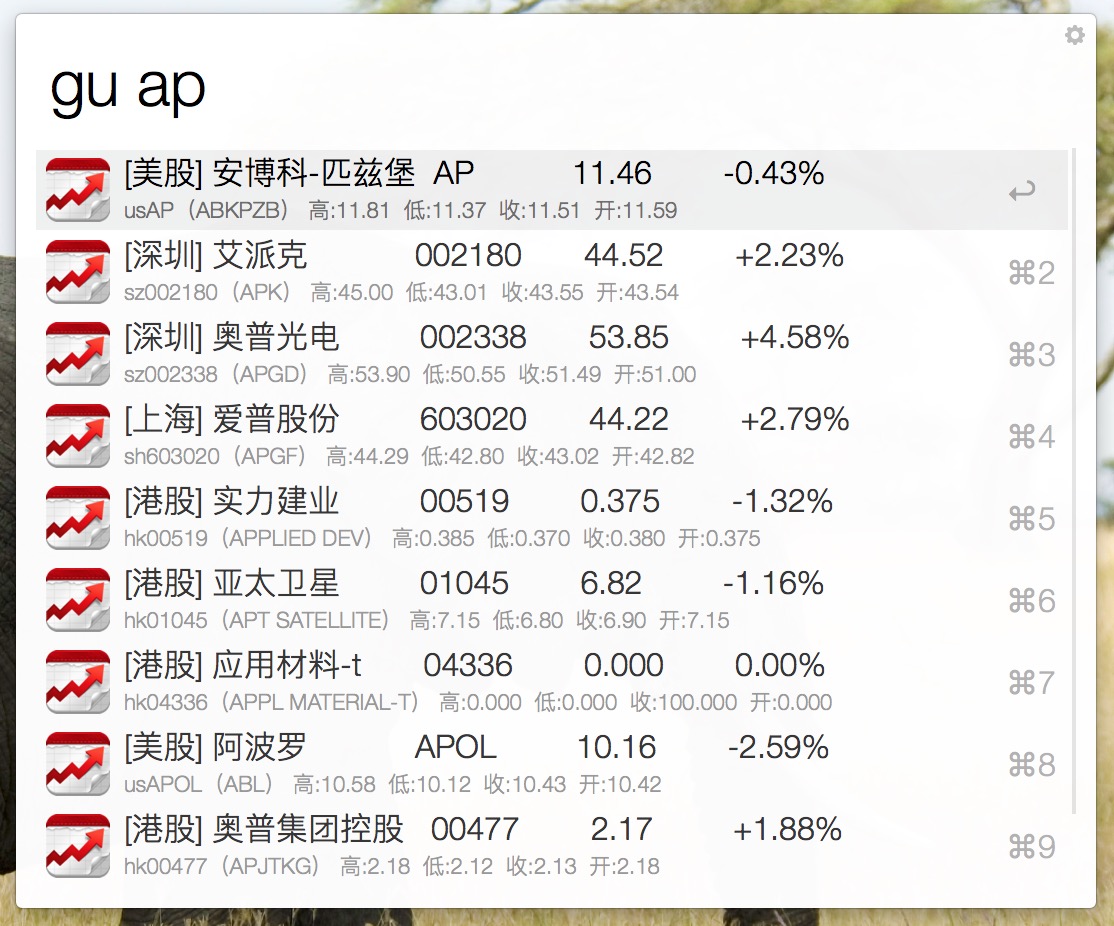 gu ap
[美股] 安博科-匹兹堡 AP 11.46 -0.43%
usAP（ABKPZB） 高:11.81 低:11.37 收:11.51 开:11.59
[深圳] 艾派克 002180 44.52 +2.23%
sz002180（APK） 高:45.00 低:43.01 收:43.55 开:43.54
⌘2
[深圳] 奥普光电 002338 53.85 +4.58%
sz002338（APGD） 高:53.90 低:50.55 收:51.49 开:51.00
⌘3
[上海] 爱普股份 603020 44.22 +2.79%
sh603020（APGF） 高:44.29 低:42.80 收:43.02 开:42.82
⌘4
[港股] 实力建业 00519 0.375 -1.32%
hk00519（APPLIED DEV） 高:0.385 低:0.370 收:0.380 开:0.375
⌘5
[港股] 亚太卫星 01045 6.82 -1.16%
hk01045（APT SATELLITE） 高:7.15 低:6.80 收:6.90 开:7.15
⌘6
[港股] 应用材料-t 04336 0.000 0.00%
hk04336（APPL MATERIAL-T） 高:0.000 低:0.000 收:100.000 开:0.000
⌘7
[美股] 阿波罗 APOL 10.16 -2.59%
usAPOL（ABL） 高:10.58 低:10.12 收:10.43 开:10.42
⌘8
[港股] 奥普集团控股 00477 2.17 +1.88%
hk00477（APJTKG） 高:2.18 低:2.12 收:2.13 开:2.18
⌘9